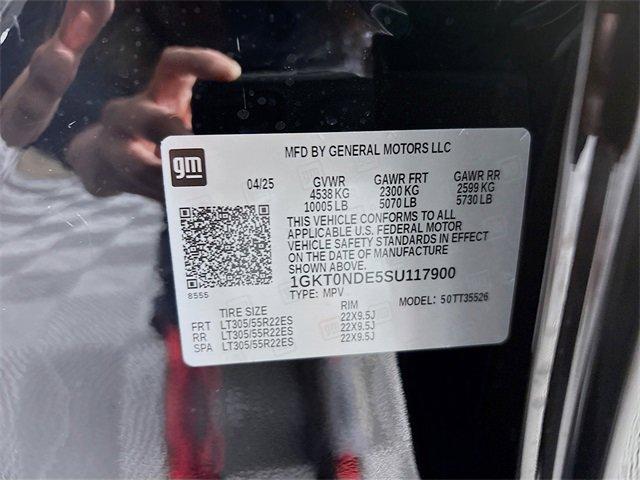 gm
MFD BY GENERAL MOTORS LLC
04/25 GVWR GAWR FRT GAWR RR
4538 KG 2300 KG 2599 KG
10005 LB 5070 LB 5730 LB
THIS VEHICLE CONFORMS TO ALL
APPLICABLE U.S. FEDERAL MOTOR
VEHICLE SAFETY STANDARDS IN EFFECT
ON THE DATE OF MANUFACTURE
SHOWN ABOVE.
1GKT0NDE5SU117900
8555
TYPE: MPV MODEL: 50TT35526
TIRE SIZE RIM
FRT LT305/55R22ES 22X9.5J
RR LT305/55R22ES 22X9.5J
SPA LT305/55R22ES 22X9.5J